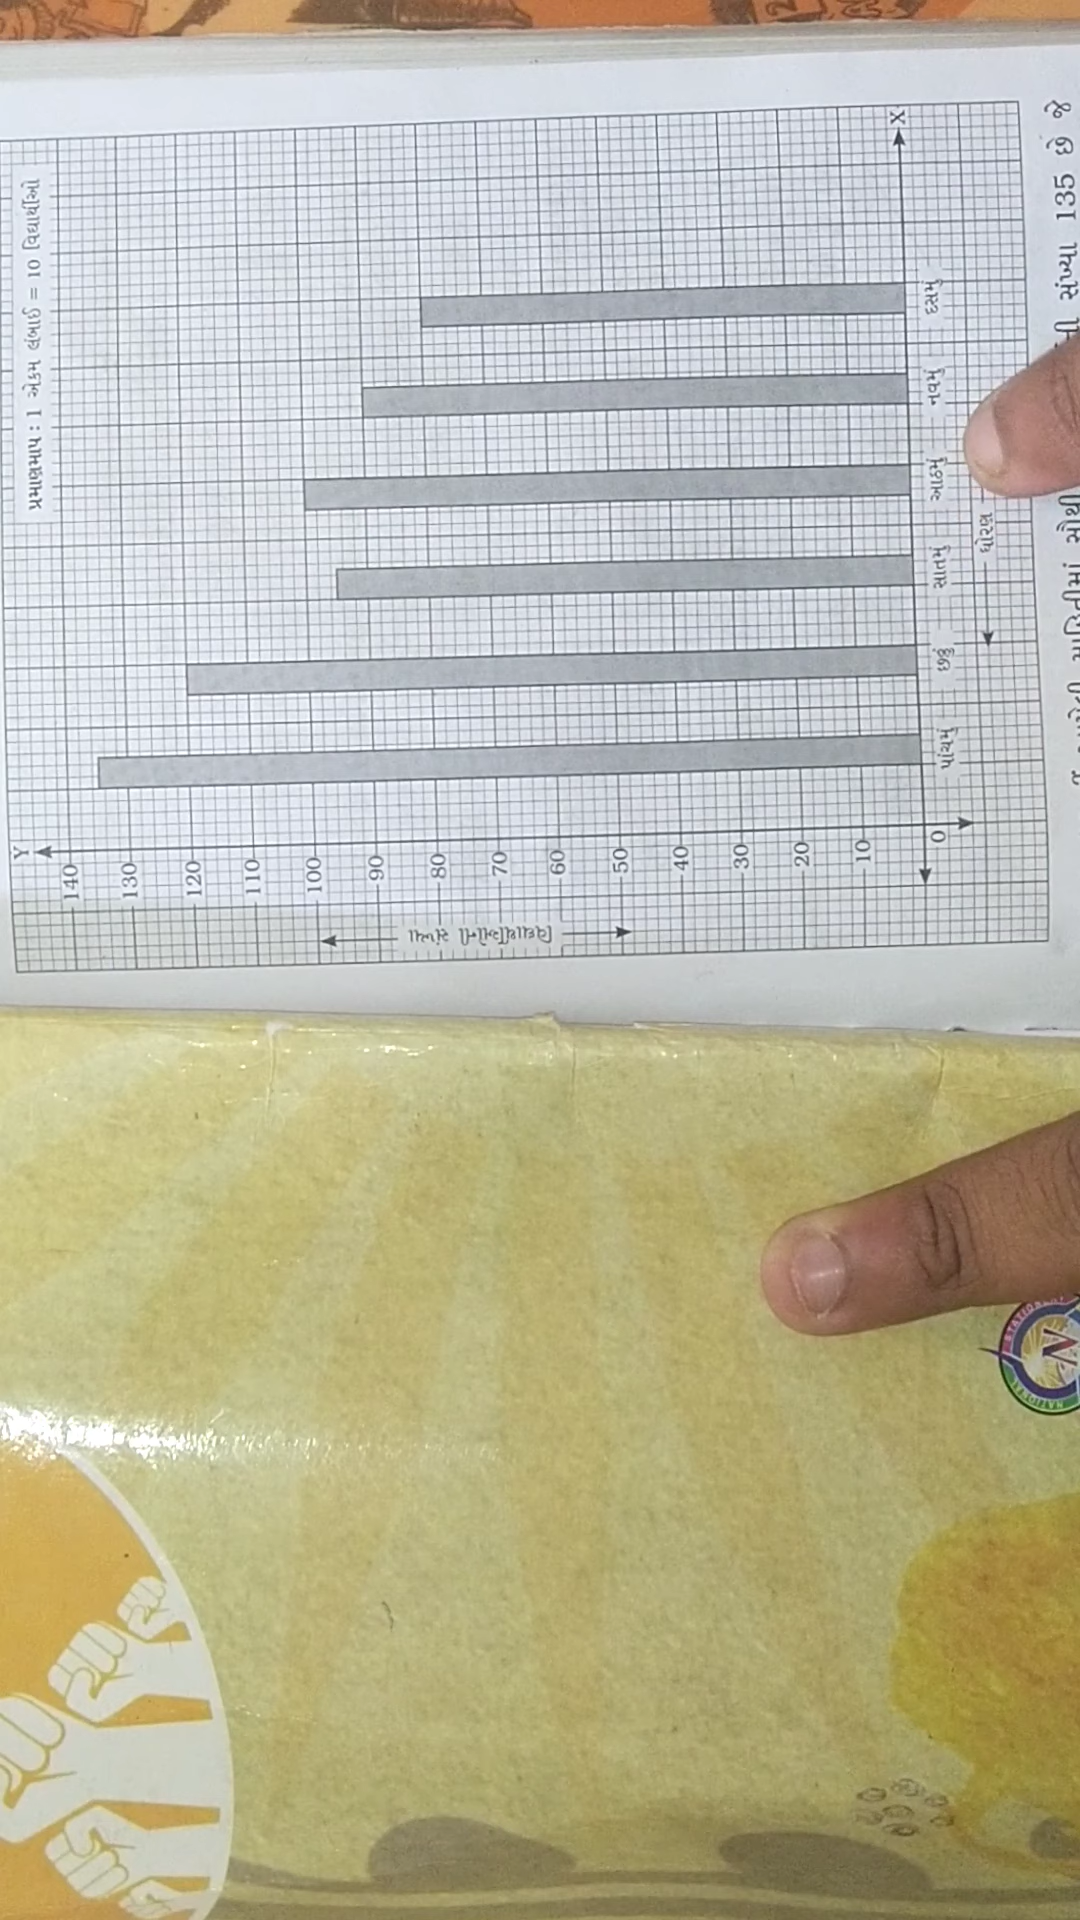 પ્રમાણમાપ : 1 એકમ લંબાઈ = 10 વિદ્યાર્થીઓ
Y
140
130
120
110
100
90
80
70
60
50
40
30
20
10
0
વિદ્યાર્થીઓની સંખ્યા
પાંચમું છઠ્ઠું સાતમું આઠમું નવમું દસમું
X
ધોરણ
સંખ્યા 135 છે જે
N